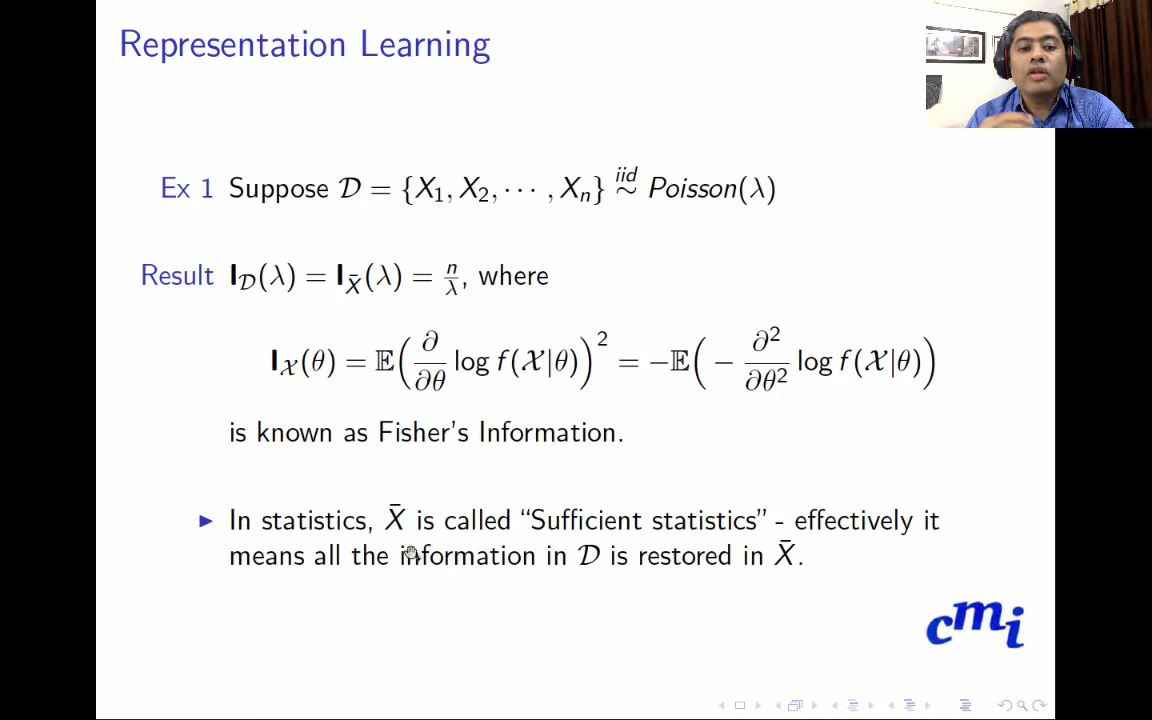 Representation Learning
Ex 1 Suppose 𝒟 = {X₁, X₂, ⋯ , Xₙ} iid ∼ Poisson(λ)
Result I_𝒟(λ) = I_X̄(λ) = n/λ, where
I_𝒳(θ) = 𝔼(∂/∂θ log f(𝒳|θ))² = −𝔼(− ∂²/∂θ² log f(𝒳|θ))
is known as Fisher's Information.
▶ In statistics, X̄ is called “Sufficient statistics” - effectively it
means all the information in 𝒟 is restored in X̄.
cmi